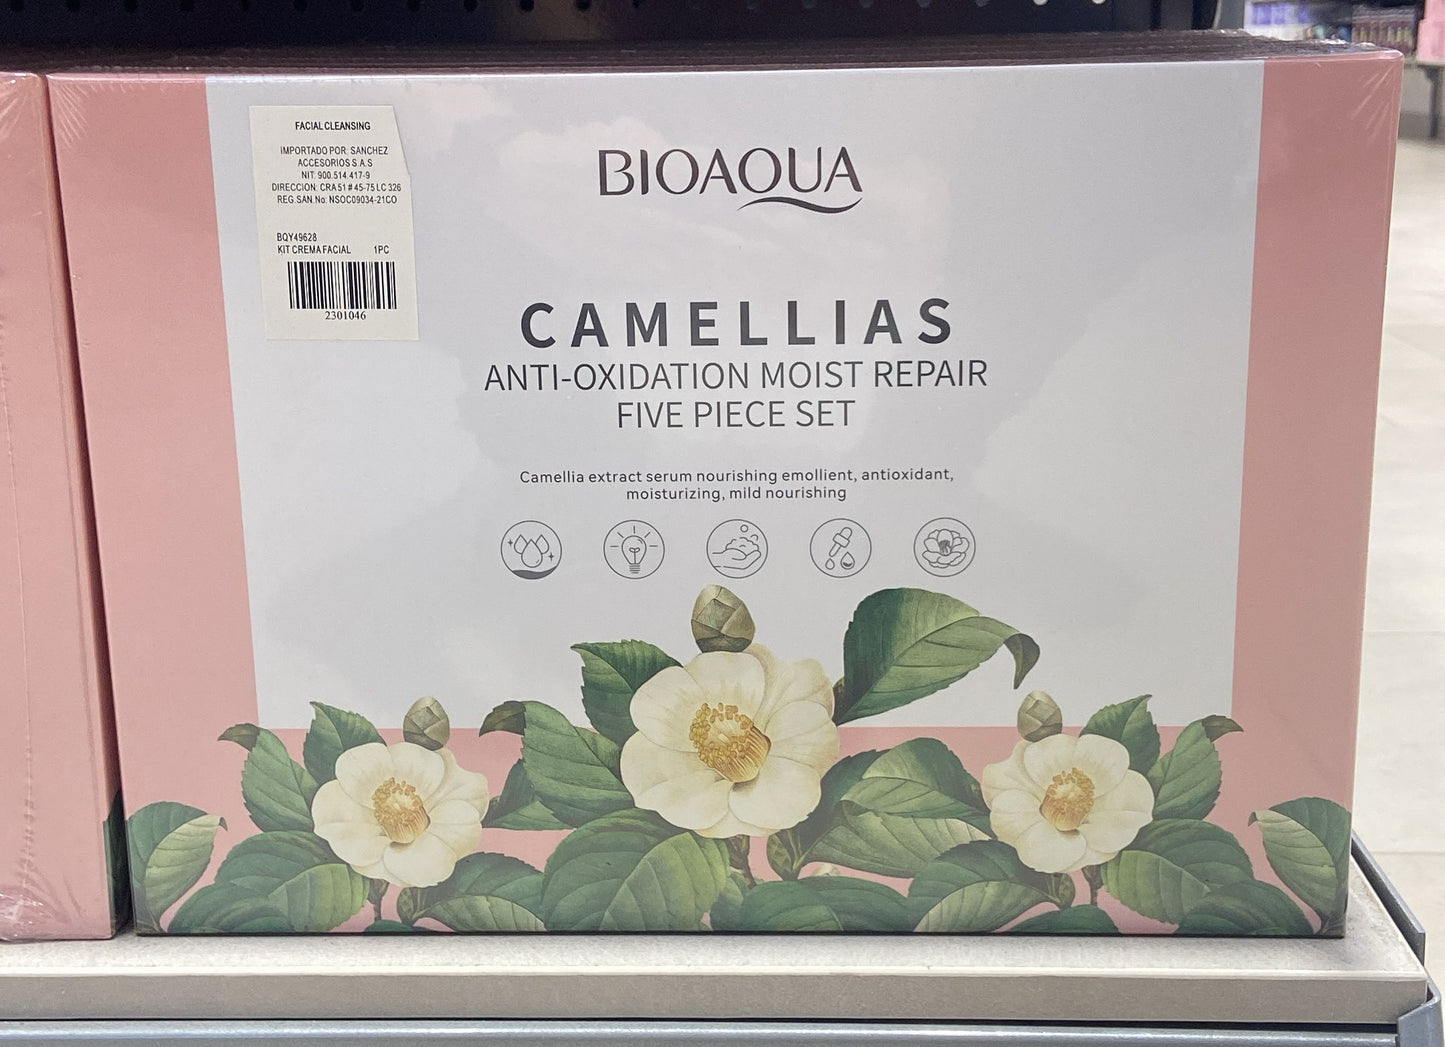 FACIAL CLEANSING
IMPORTADO POR: SANCHEZ
ACCESORIOS S.A.S
NIT: 900.514.417-9
DIRECCION: CRA 51 # 45-75 LC 326
REG.SAN.No: NSOC09034-21CO
BQY49628
KIT CREMA FACIAL 1PC
2301046
BIOAQUA
CAMELLIAS
ANTI-OXIDATION MOIST REPAIR
FIVE PIECE SET
Camellia extract serum nourishing emollient, antioxidant,
moisturizing, mild nourishing